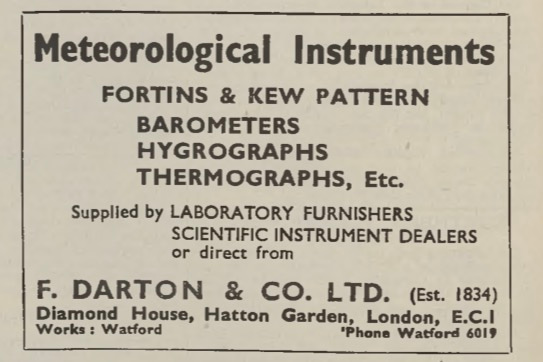 Meteorological Instruments
FORTINS & KEW PATTERN
BAROMETERS
HYGROGRAPHS
THERMOGRAPHS, Etc.
Supplied by LABORATORY FURNISHERS
SCIENTIFIC INSTRUMENT DEALERS
or direct from
F. DARTON & CO. LTD. (Est. 1834)
Diamond House, Hatton Garden, London, E.C.1
Works : Watford 'Phone Watford 6019